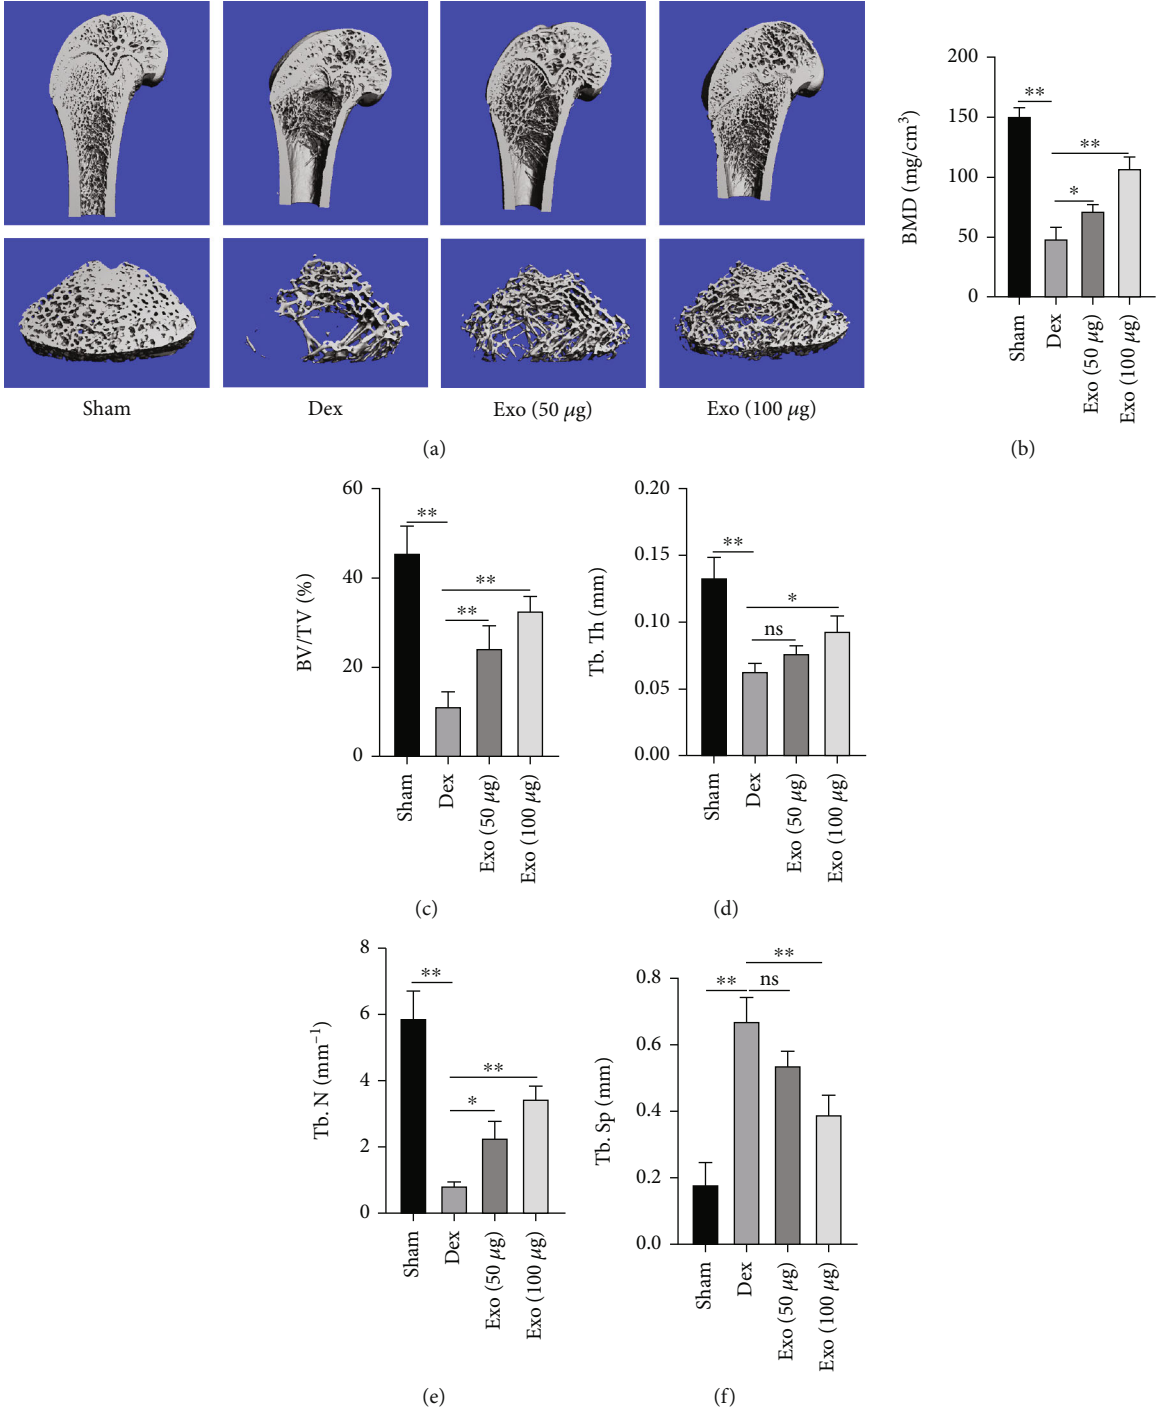 Sham
Dex
Exo (50 μg)
Exo (100 μg)
(a)
200
150
100
50
0
BMD (mg/cm³)
**
**
*
Sham
Dex
Exo (50 μg)
Exo (100 μg)
(b)
60
40
20
0
BV/TV (%)
**
**
**
Sham
Dex
Exo (50 μg)
Exo (100 μg)
(c)
0.20
0.15
0.10
0.05
0.00
Tb. Th (mm)
**
*
ns
Sham
Dex
Exo (50 μg)
Exo (100 μg)
(d)
8
6
4
2
0
Tb. N (mm⁻¹)
**
**
*
Sham
Dex
Exo (50 μg)
Exo (100 μg)
(e)
0.8
0.6
0.4
0.2
0.0
Tb. Sp (mm)
**
** ns
Sham
Dex
Exo (50 μg)
Exo (100 μg)
(f)